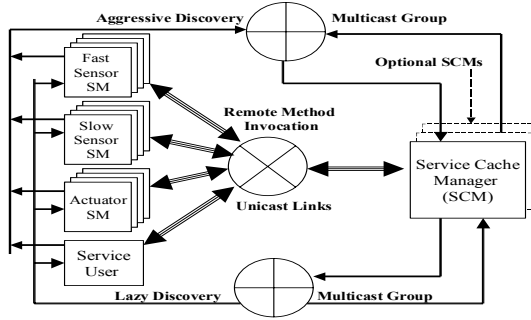 Aggressive Discovery
Multicast Group
Fast
Sensor
SM
Optional SCMs
Remote Method
Invocation
Slow
Sensor
SM
Service Cache
Manager
(SCM)
Actuator
SM
Unicast Links
Service
User
Lazy Discovery
Multicast Group